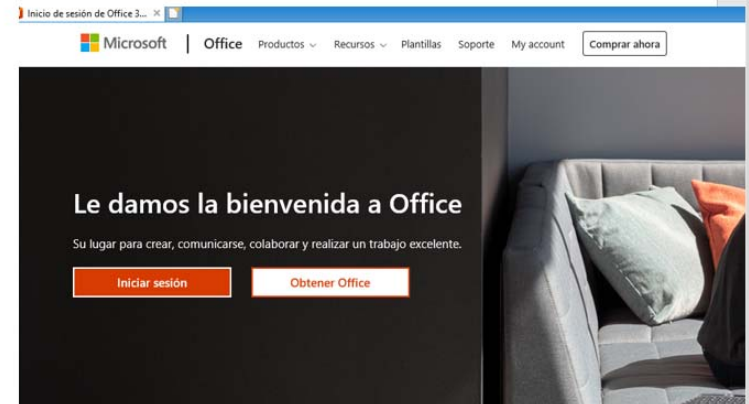 Inicio de sesión de Office 3...
Microsoft | Office Productos Recursos Plantillas Soporte My account Comprar ahora
Le damos la bienvenida a Office
Su lugar para crear, comunicarse, colaborar y realizar un trabajo excelente.
Iniciar sesión Obtener Office